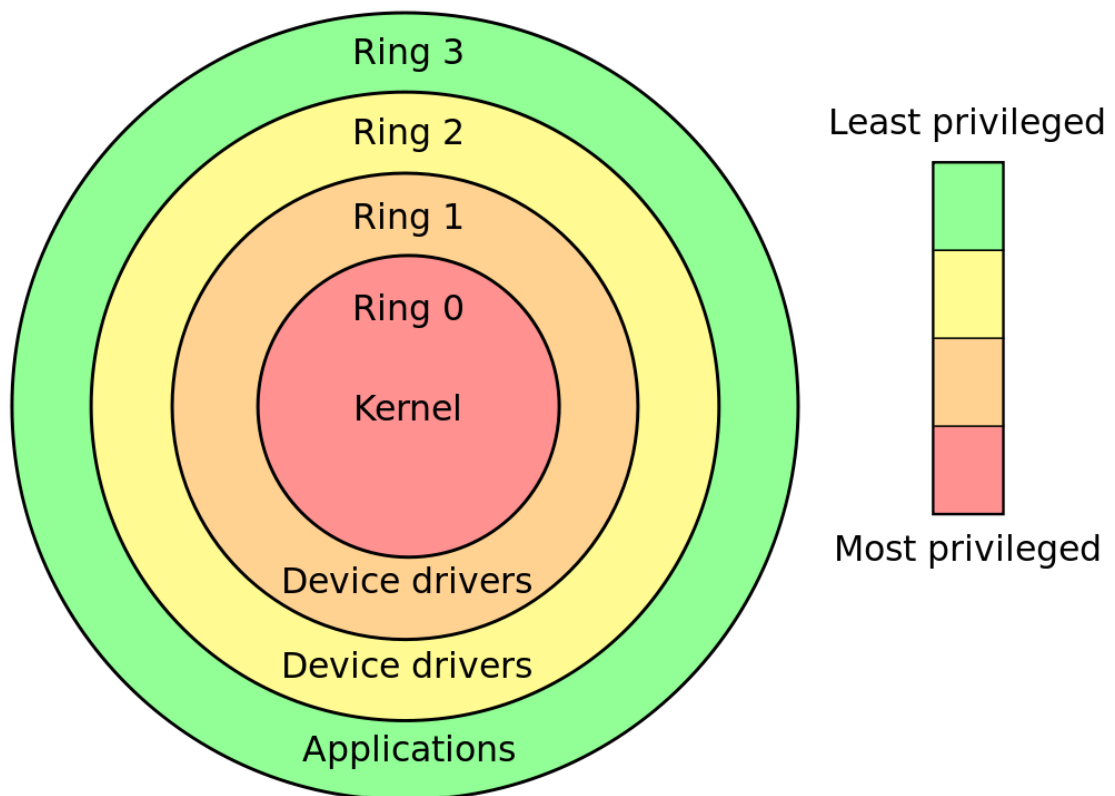 Ring 3
Ring 2
Ring 1
Ring 0
Kernel
Device drivers
Device drivers
Applications
Least privileged
Most privileged